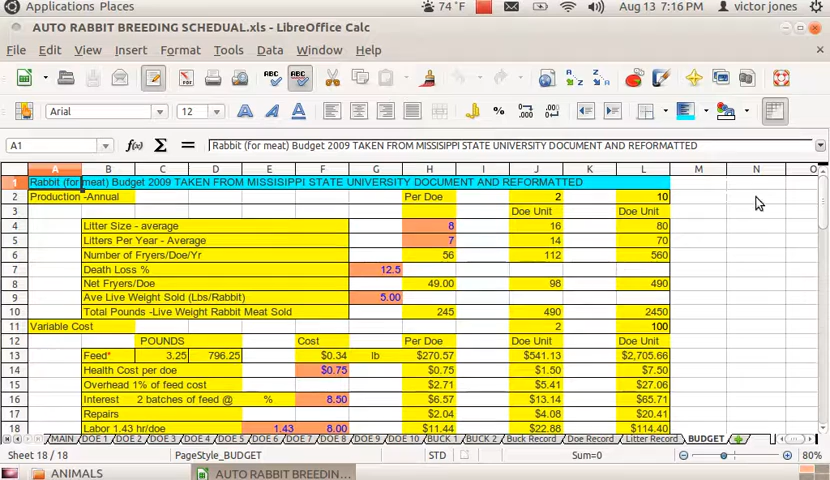 Applications Places 74 °F Aug 13 7:16 PM victor jones
AUTO RABBIT BREEDING SCHEDUAL.xls - LibreOffice Calc
File Edit View Insert Format Tools Data Window Help
Arial 12
A1 f(x) Σ = Rabbit (for meat) Budget 2009 TAKEN FROM MISSISIPPI STATE UNIVERSITY DOCUMENT AND REFORMATTED
A B C D E F G H I J K L M N O
1 Rabbit (for meat) Budget 2009 TAKEN FROM MISSISIPPI STATE UNIVERSITY DOCUMENT AND REFORMATTED
2 Production -Annual Per Doe 2 10
3 Doe Unit Doe Unit
4 Litter Size - average 8 16 80
5 Litters Per Year - Average 7 14 70
6 Number of Fryers/Doe/Yr 56 112 560
7 Death Loss % 12.5
8 Net Fryers/Doe 49.00 98 490
9 Ave Live Weight Sold (Lbs/Rabbit) 5.00
10 Total Pounds -Live Weight Rabbit Meat Sold 245 490 2450
11 Variable Cost 2 100
12 POUNDS Cost Per Doe Doe Unit Doe Unit
13 Feed* 3.25 796.25 $0.34 lb $270.57 $541.13 $2,705.66
14 Health Cost per doe $0.75 $0.75 $1.50 $7.50
15 Overhead 1% of feed cost $2.71 $5.41 $27.06
16 Interest 2 batches of feed @ % 8.50 $6.57 $13.14 $65.71
17 Repairs $2.04 $4.08 $20.41
18 Labor 1.43 hr/doe 1.43 8.00 $11.44 $22.88 $114.40
MAIN DOE 1 DOE 2 DOE 3 DOE 4 DOE 5 DOE 6 DOE 7 DOE 8 DOE 9 DOE 10 BUCK 1 BUCK 2 Buck Record Doe Record Litter Record BUDGET
Sheet 18 / 18 PageStyle_BUDGET STD Sum=0 80%
ANIMALS AUTO RABBIT BREEDIN...